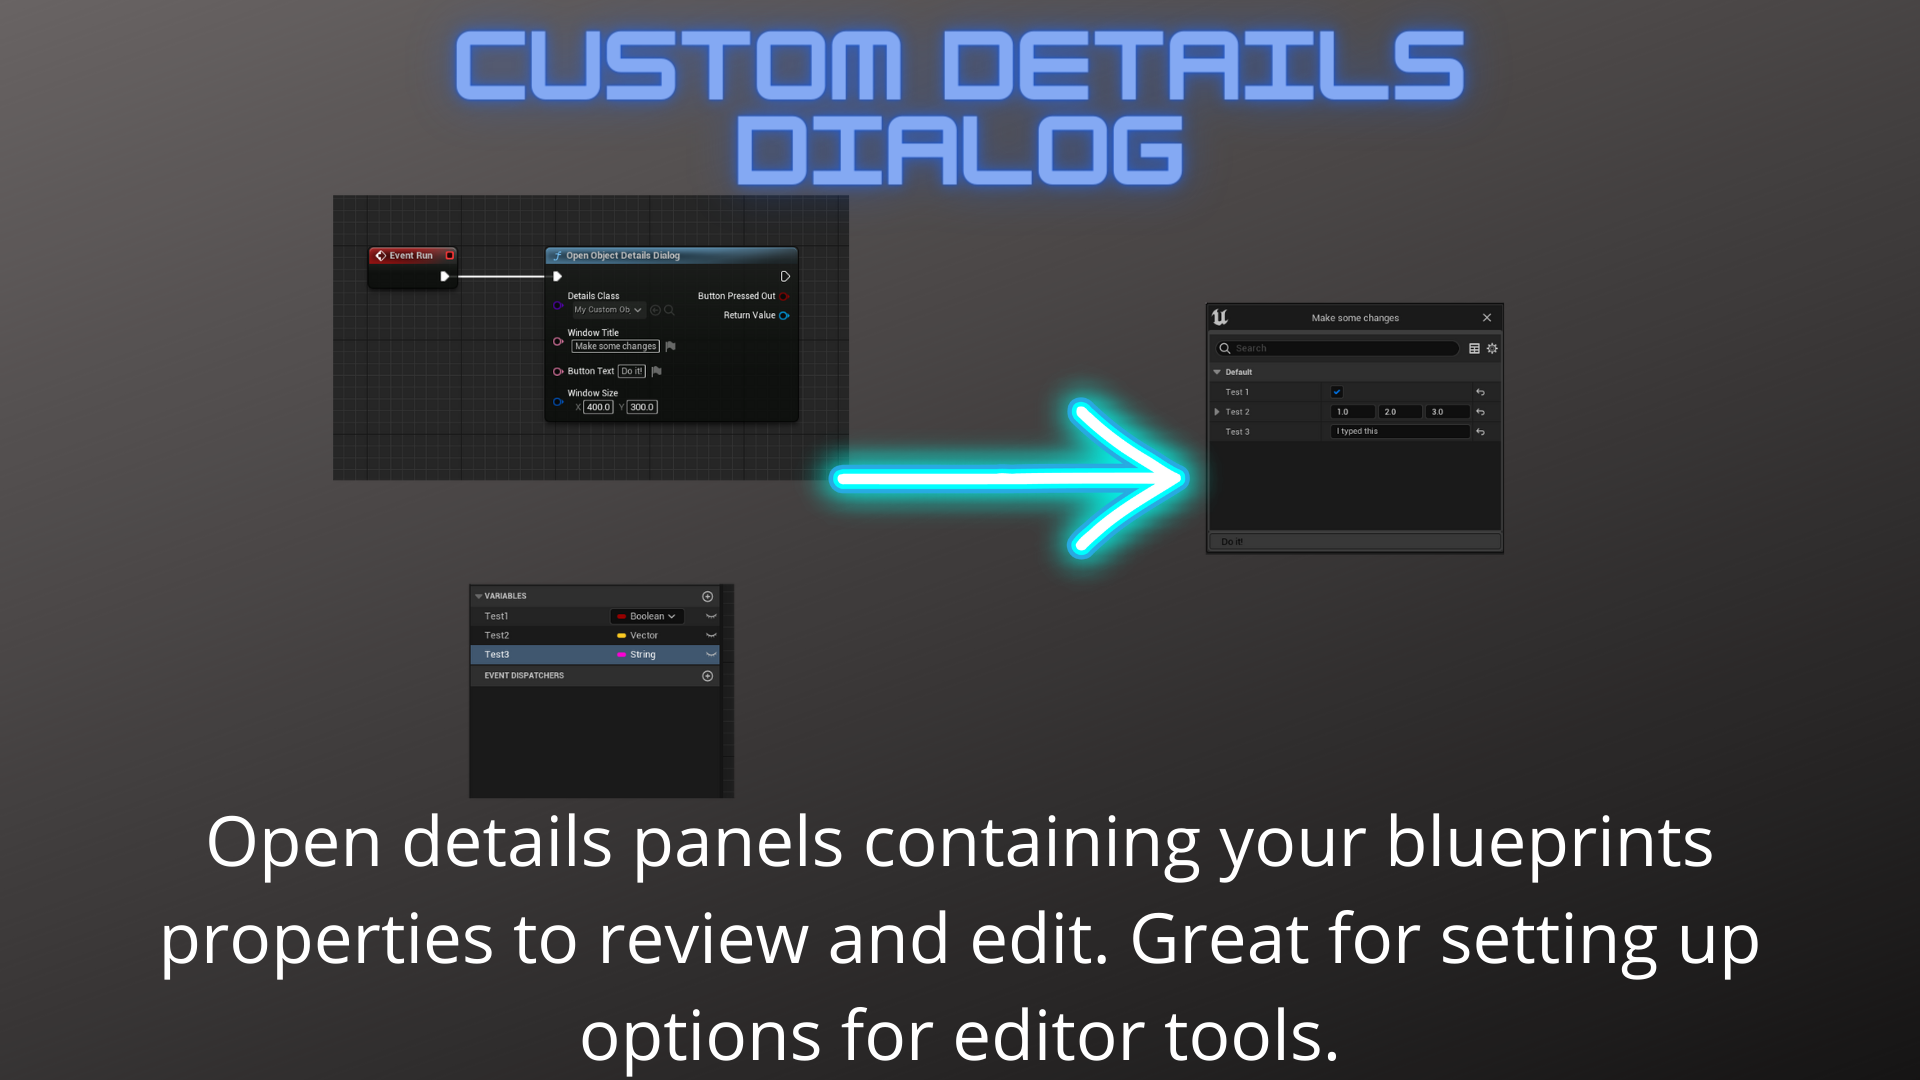 CUSTOM DETAILS
DIALOG
Event Run
Open Object Details Dialog
Details Class
My Custom Ob
Button Pressed Out
Return Value
Window Title
Make some changes
Button Text Do it!
Window Size
X 400.0 Y 300.0
Make some changes
Search
Default
Test 1
Test 2 1.0 2.0 3.0
Test 3 I typed this
Do it!
VARIABLES
Test1 Boolean
Test2 Vector
Test3 String
EVENT DISPATCHERS
Open details panels containing your blueprints
properties to review and edit. Great for setting up
options for editor tools.